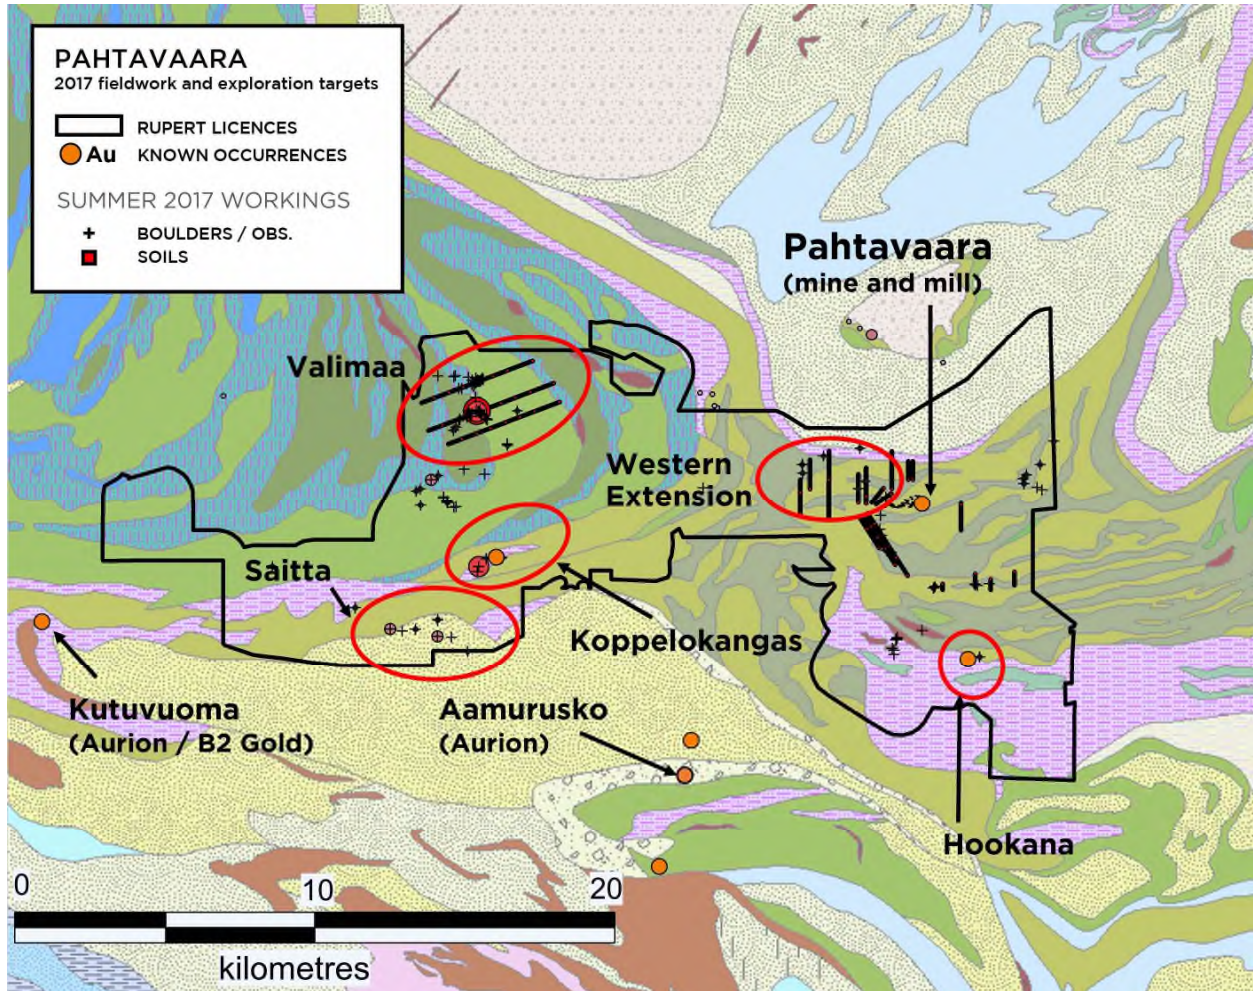 PAHTAVAARA
2017 fieldwork and exploration targets
RUPERT LICENCES
Au KNOWN OCCURRENCES
SUMMER 2017 WORKINGS
BOULDERS / OBS.
SOILS
Pahtavaara
(mine and mill)
Valimaa
Western
Extension
Saitta
Koppelokangas
Kutuvuoma
(Aurion / B2 Gold)
Aamurusko
(Aurion)
Hookana
0 10 20
kilometres